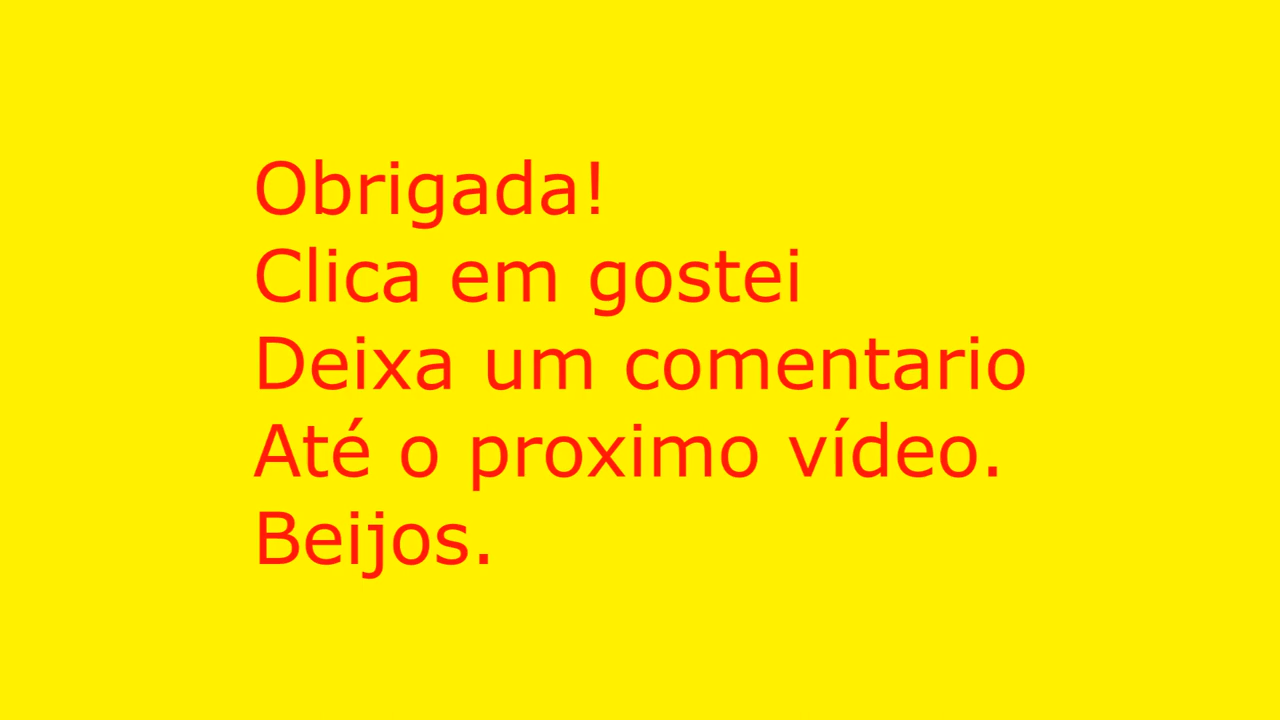 Obrigada!
Clica em gostei
Deixa um comentario
Até o proximo vídeo.
Beijos.